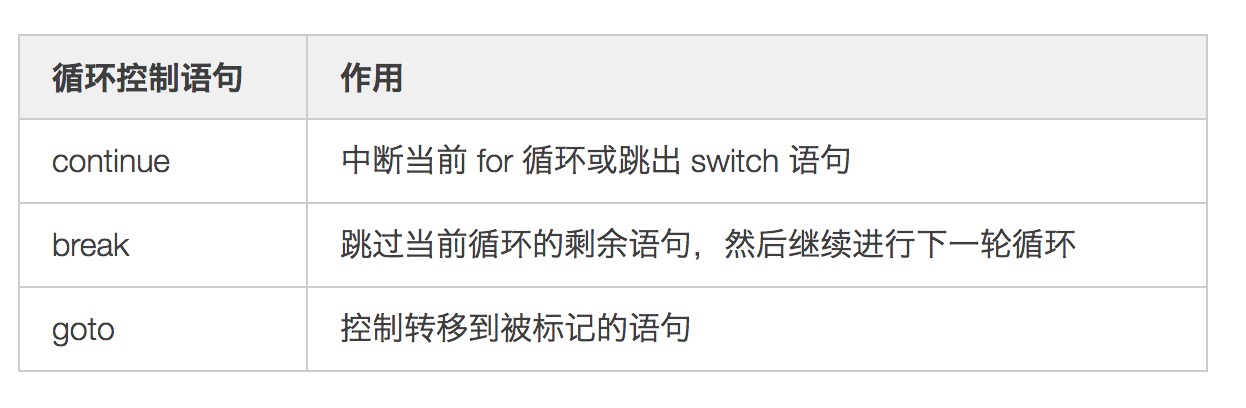 循环控制语句 作用
continue 中断当前 for 循环或跳出 switch 语句
break 跳过当前循环的剩余语句，然后继续进行下一轮循环
goto 控制转移到被标记的语句